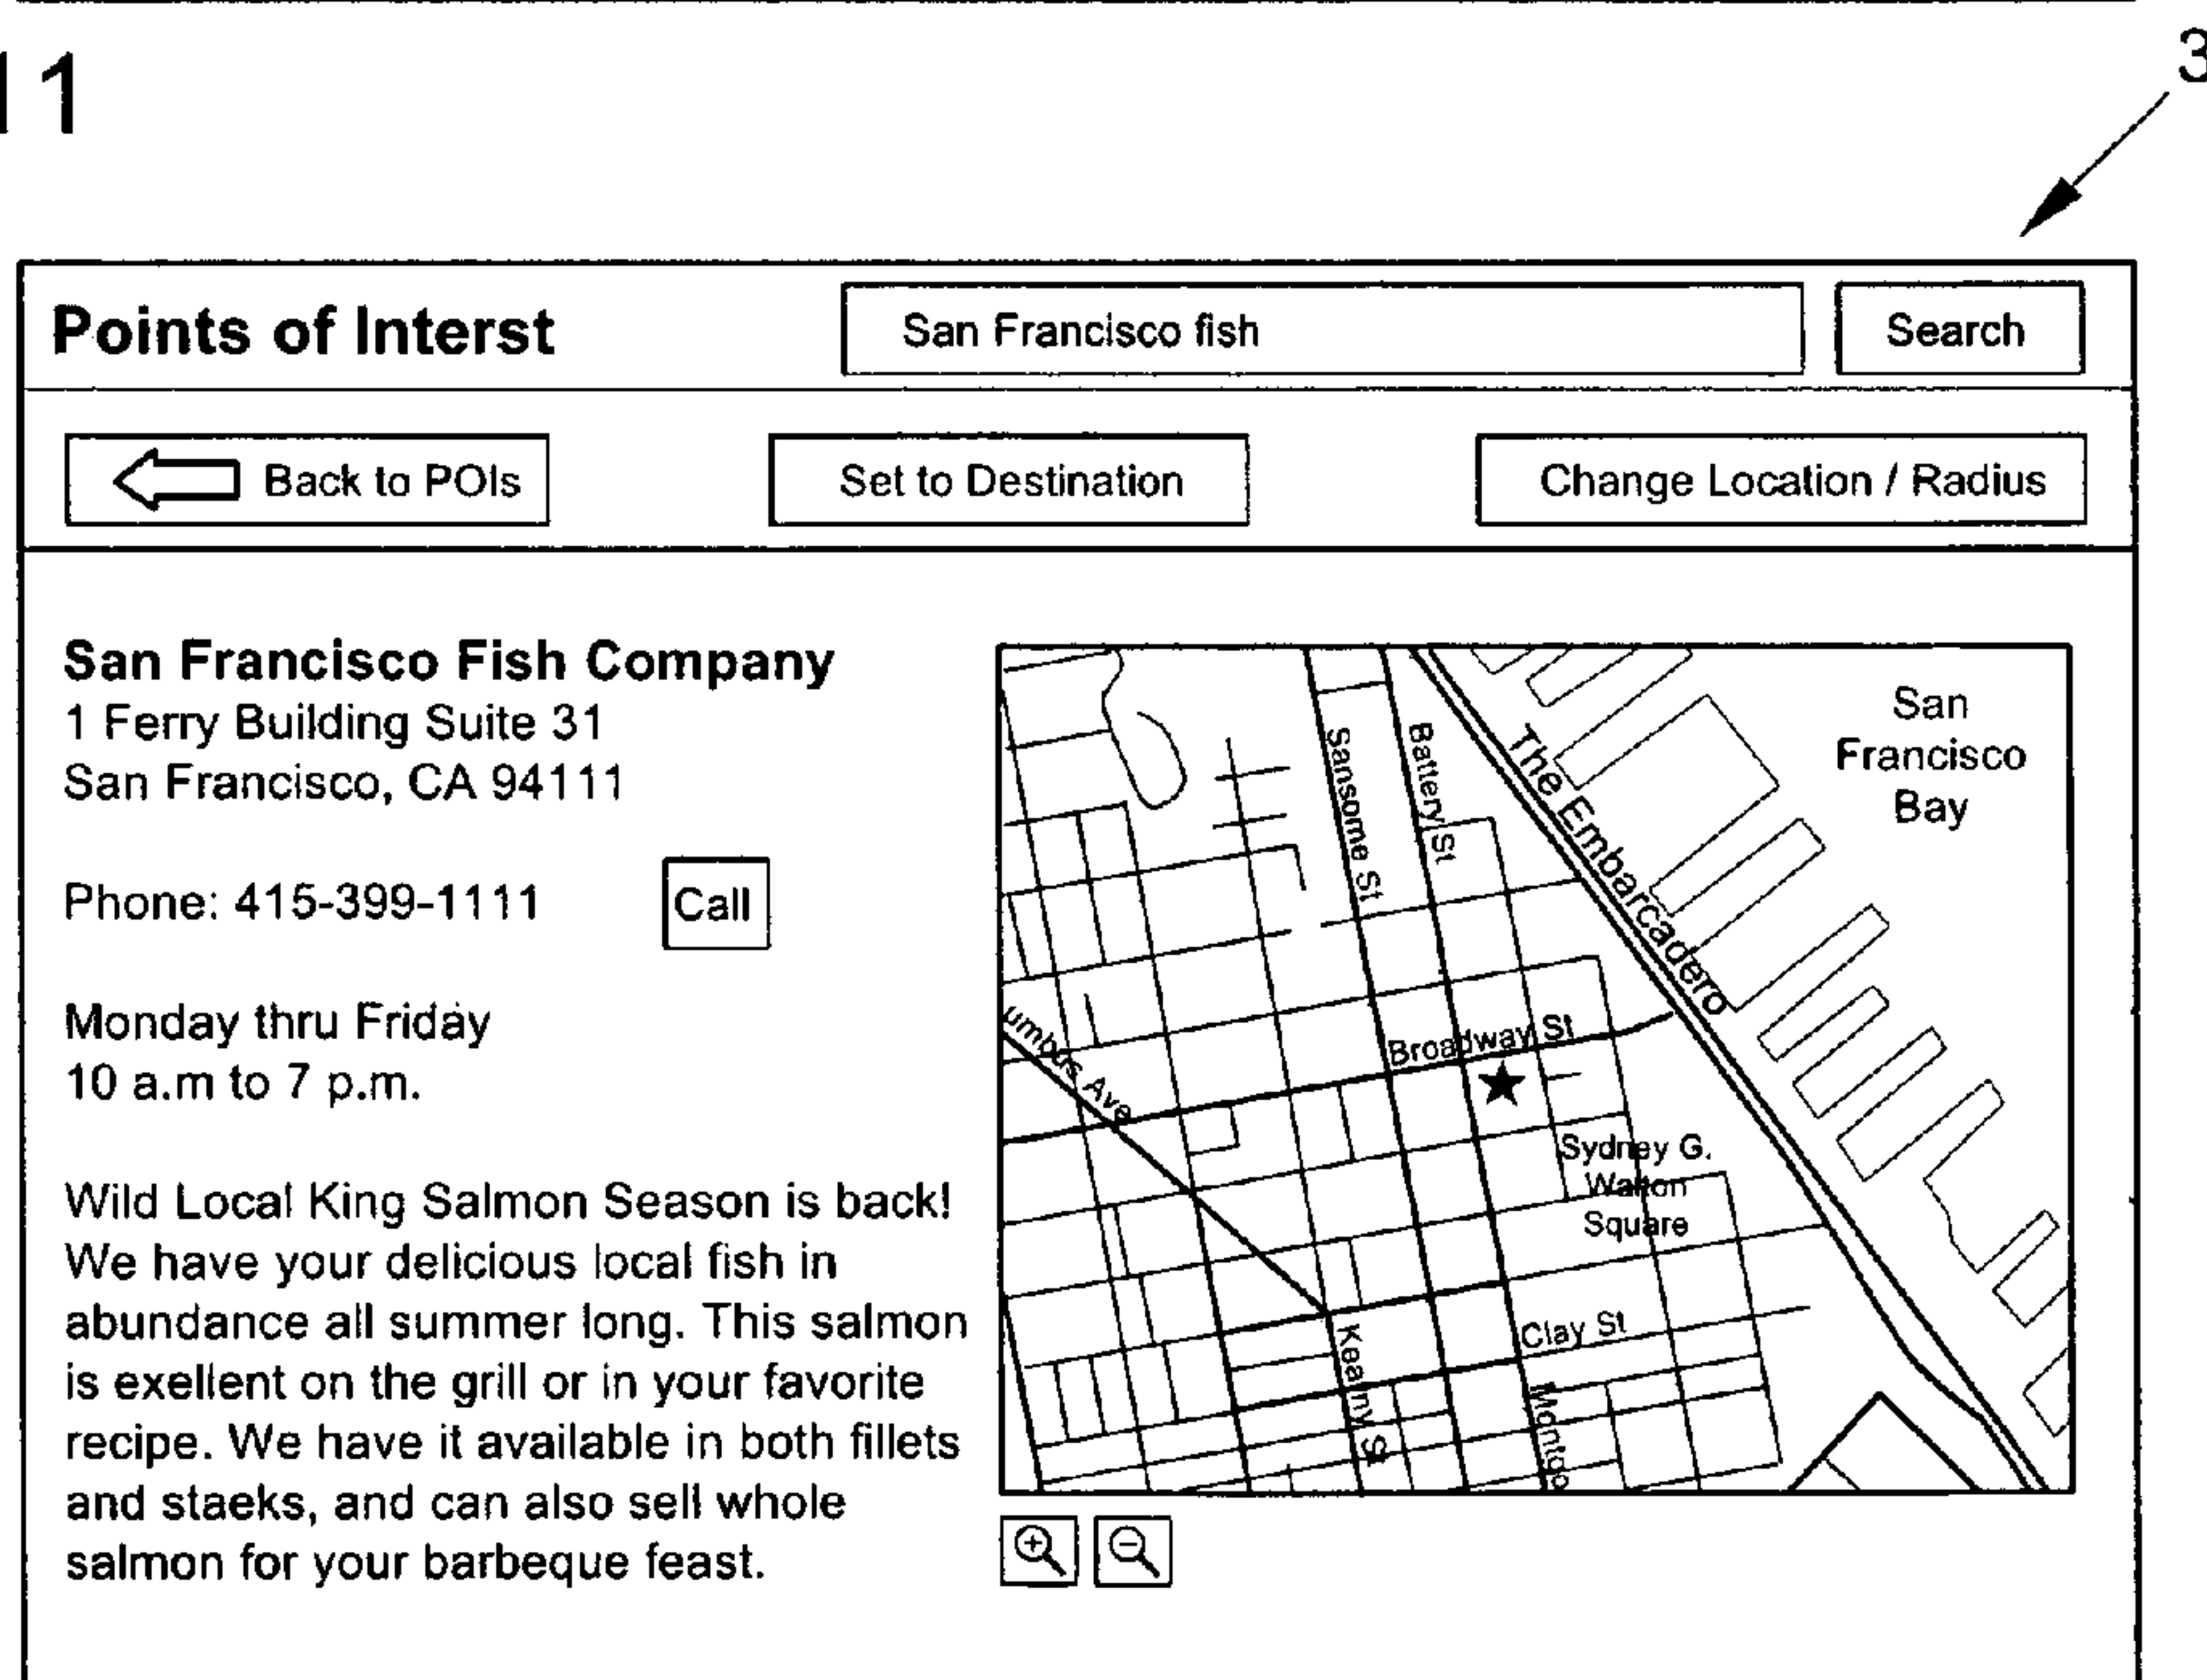 11
3
Points of Interst
San Francisco fish
Search
Back to POIs
Set to Destination
Change Location / Radius
San Francisco Fish Company
1 Ferry Building Suite 31
San Francisco, CA 94111
Phone: 415-399-1111
Call
Monday thru Friday
10 a.m to 7 p.m.
Wild Local King Salmon Season is back!
We have your delicious local fish in
abundance all summer long. This salmon
is exellent on the grill or in your favorite
recipe. We have it available in both fillets
and staeks, and can also sell whole
salmon for your barbeque feast.
San
Francisco
Bay
Sansome St
Battery St
The Embarcadero
Broadway St
umbus Ave
Sydney G.
Walton
Square
Clay St
Kearny St
Montgo